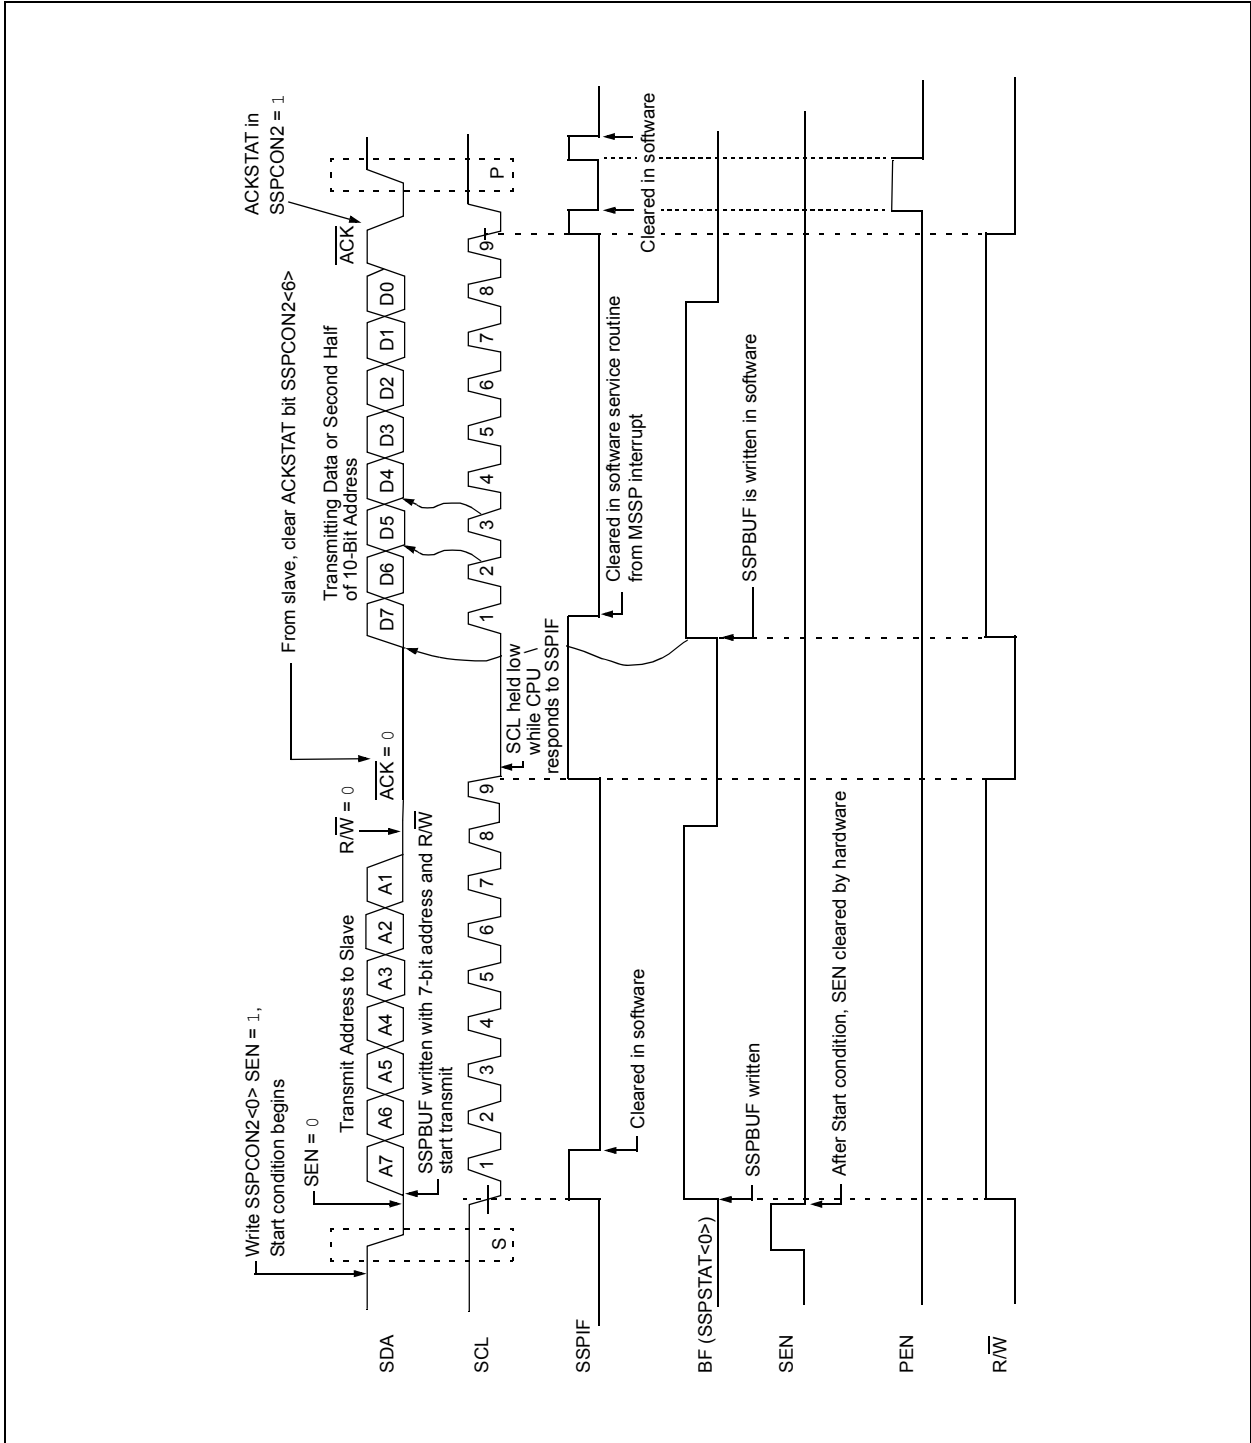 Write SSPCON2<0> SEN = 1,
Start condition begins
SEN = 0
Transmit Address to Slave
R/W = 0
From slave, clear ACKSTAT bit SSPCON2<6>
ACK = 0
Transmitting Data or Second Half
of 10-Bit Address
ACKSTAT in
SSPCON2 = 1
ACK
SDA
A7 A6 A5 A4 A3 A2 A1
D7 D6 D5 D4 D3 D2 D1 D0
SSPBUF written with 7-bit address and R/W
start transmit
SCL
S
1 2 3 4 5 6 7 8 9
1 2 3 4 5 6 7 8 9
P
SCL held low
while CPU
responds to SSPIF
SSPIF
Cleared in software
Cleared in software service routine
from MSSP interrupt
Cleared in software
Cleared in software
BF (SSPSTAT<0>)
SSPBUF written
SSPBUF is written in software
SEN
After Start condition, SEN cleared by hardware
PEN
R/W